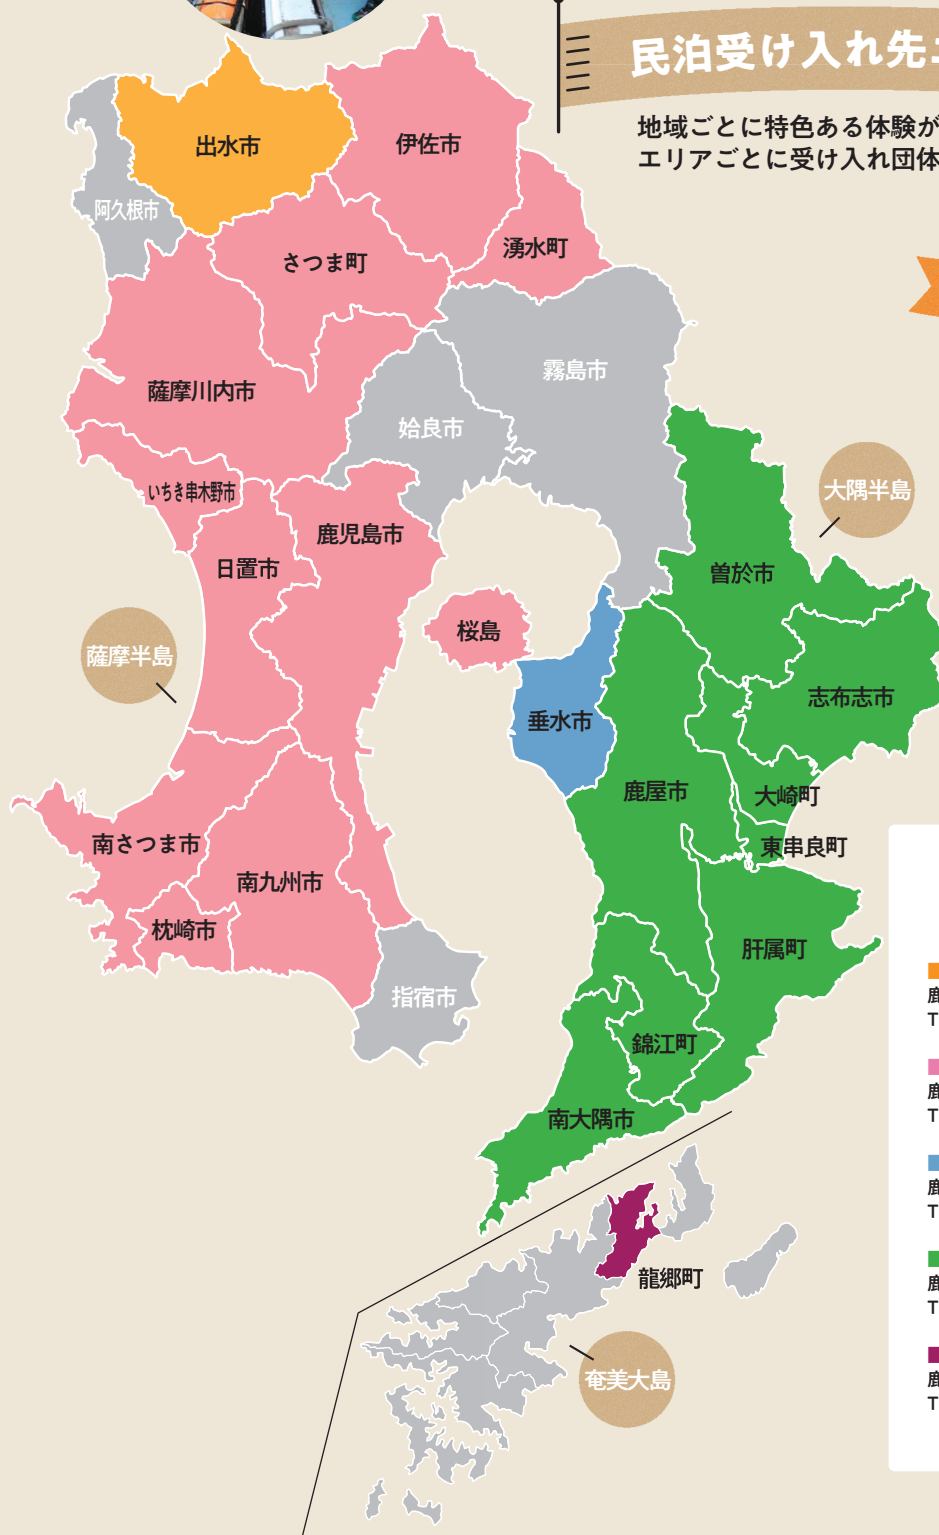 民泊受け入れ先
地域ごとに特色ある体験が
エリアごとに受け入れ団体
出水市
伊佐市
阿久根市
さつま町
湧水町
霧島市
薩摩川内市
姶良市
いちき串木野市
大隅半島
鹿児島市
日置市
曽於市
桜島
薩摩半島
志布志市
垂水市
鹿屋市
大崎町
南さつま市
東串良町
南九州市
枕崎市
肝属町
指宿市
錦江町
南大隅市
龍郷町
奄美大島
鹿
T
鹿
T
鹿
T
鹿
T
鹿
T